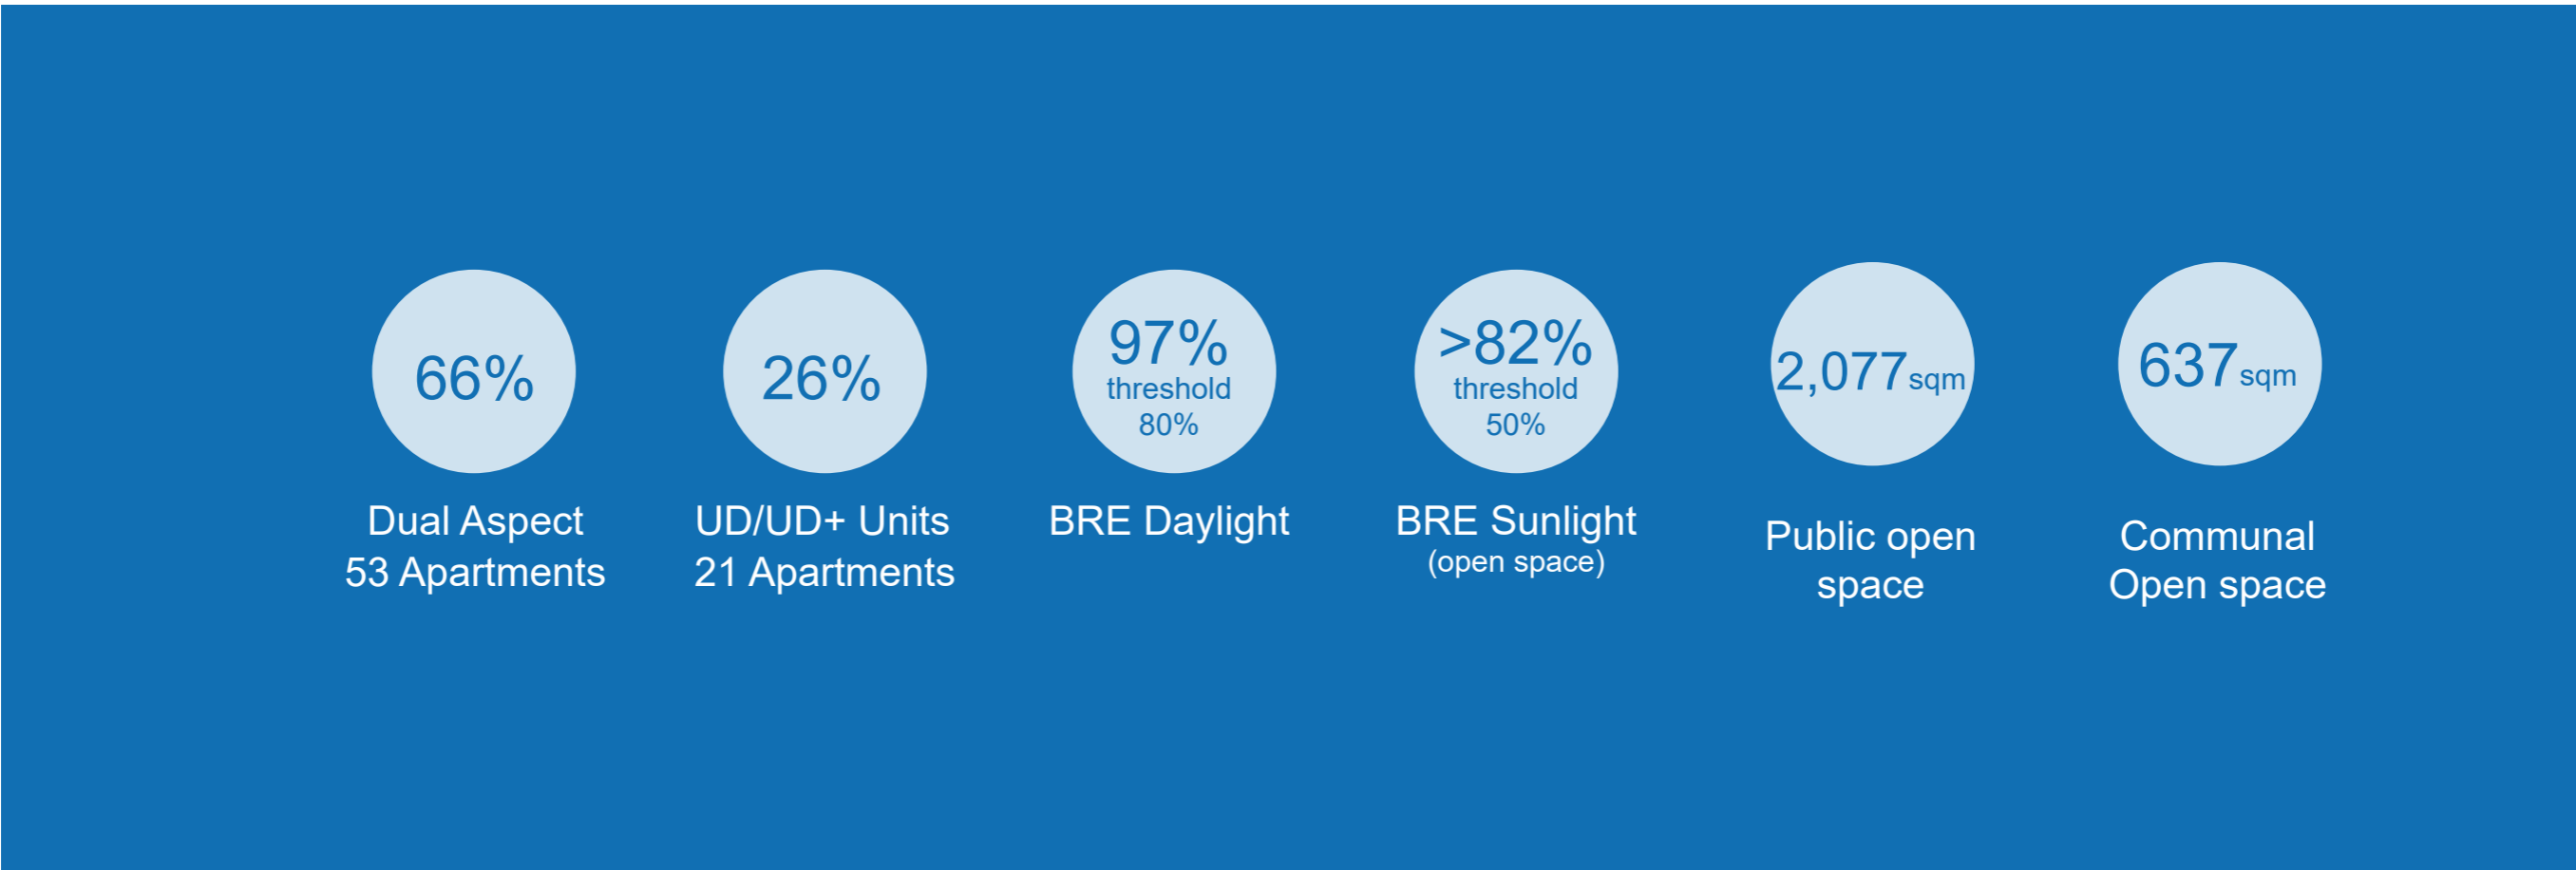 66%
Dual Aspect
53 Apartments
26%
UD/UD+ Units
21 Apartments
97%
threshold
80%
BRE Daylight
>82%
threshold
50%
BRE Sunlight
(open space)
2,077sqm
Public open
space
637sqm
Communal
Open space